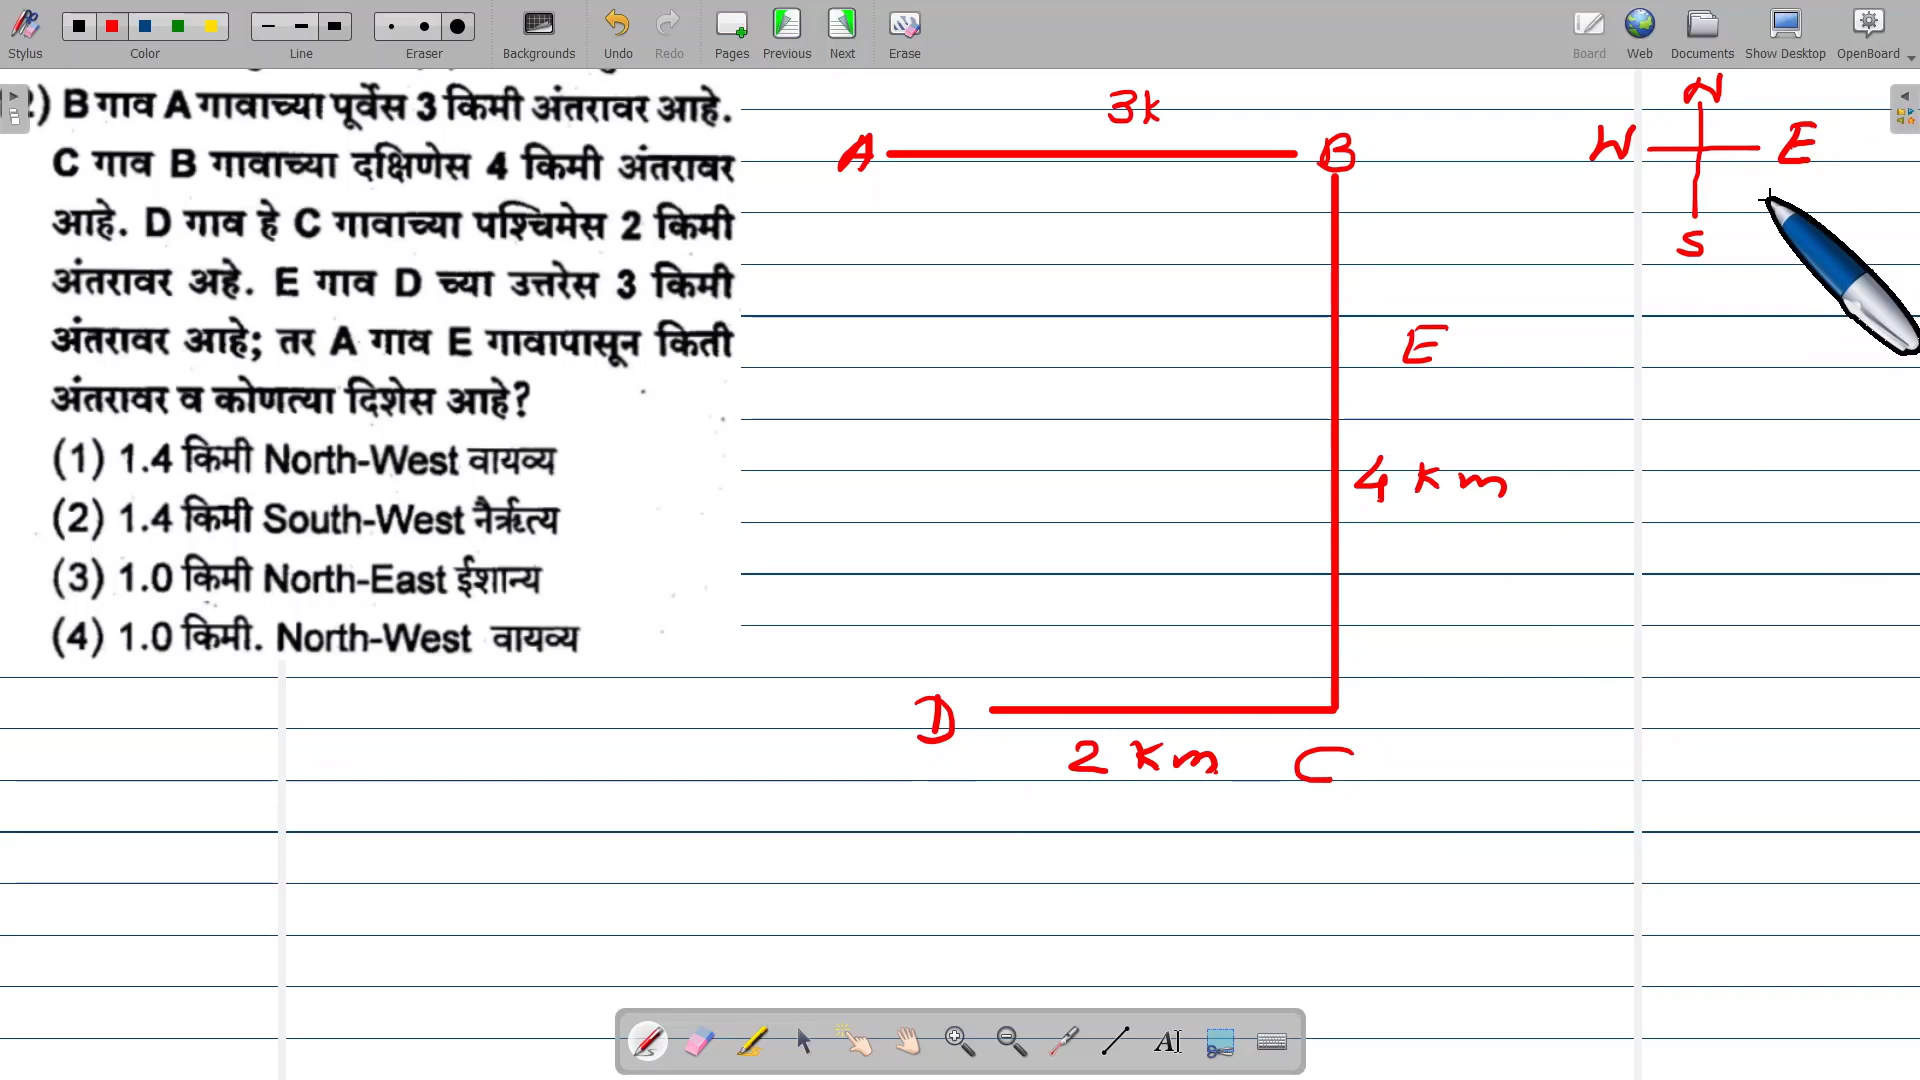 Stylus
Color
Line
Eraser
Backgrounds
Undo
Redo
Pages
Previous
Next
Erase
Board
Web
Documents
Show Desktop
OpenBoard
2) B गाव A गावाच्या पूर्वेस 3 किमी अंतरावर आहे.
C गाव B गावाच्या दक्षिणेस 4 किमी अंतरावर
आहे. D गाव हे C गावाच्या पश्चिमेस 2 किमी
अंतरावर अहे. E गाव D च्या उत्तरेस 3 किमी
अंतरावर आहे; तर A गाव E गावापासून किती
अंतरावर व कोणत्या दिशेस आहे?
(1) 1.4 किमी North-West वायव्य
(2) 1.4 किमी South-West नैर्ऋत्य
(3) 1.0 किमी North-East ईशान्य
(4) 1.0 किमी. North-West वायव्य
3k
A
B
E
4 km
D
2 km
C
N
W
E
S